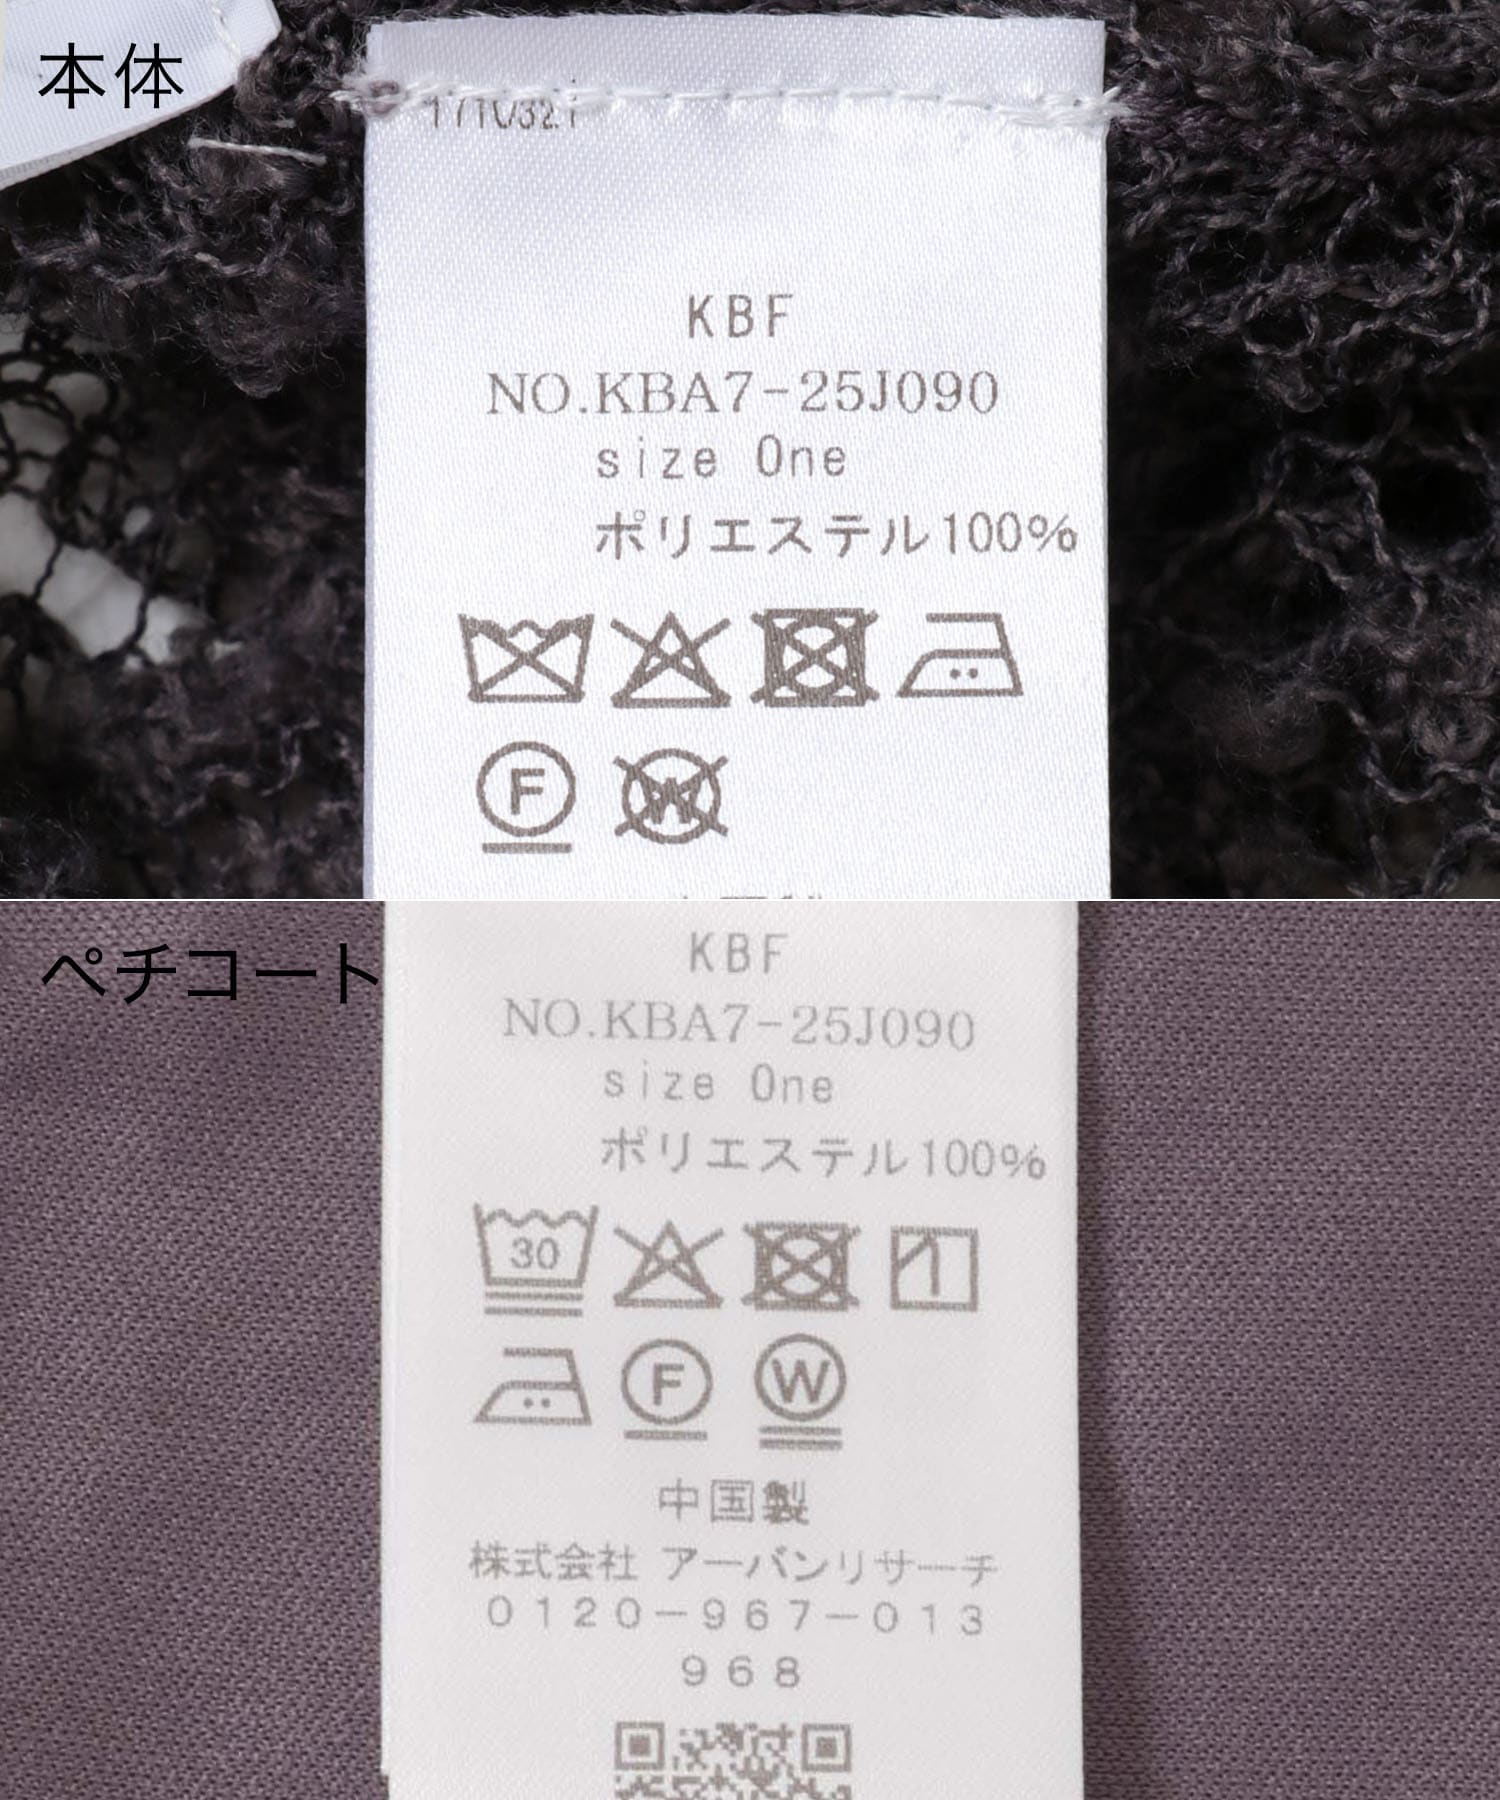 本体
KBF
NO.KBA7-25J090
size One
ポリエステル100%
F
W
ペチコート
KBF
NO.KBA7-25J090
size One
ポリエステル100%
30
F
W
中国製
株式会社 アーバンリサーチ
0120-967-013
968